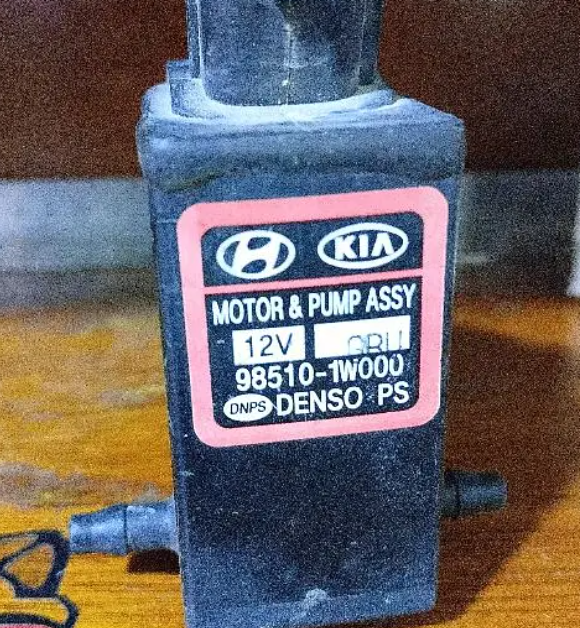 KIA
MOTOR & PUMP ASSY
12V
98510-1W000
DNPS DENSO PS